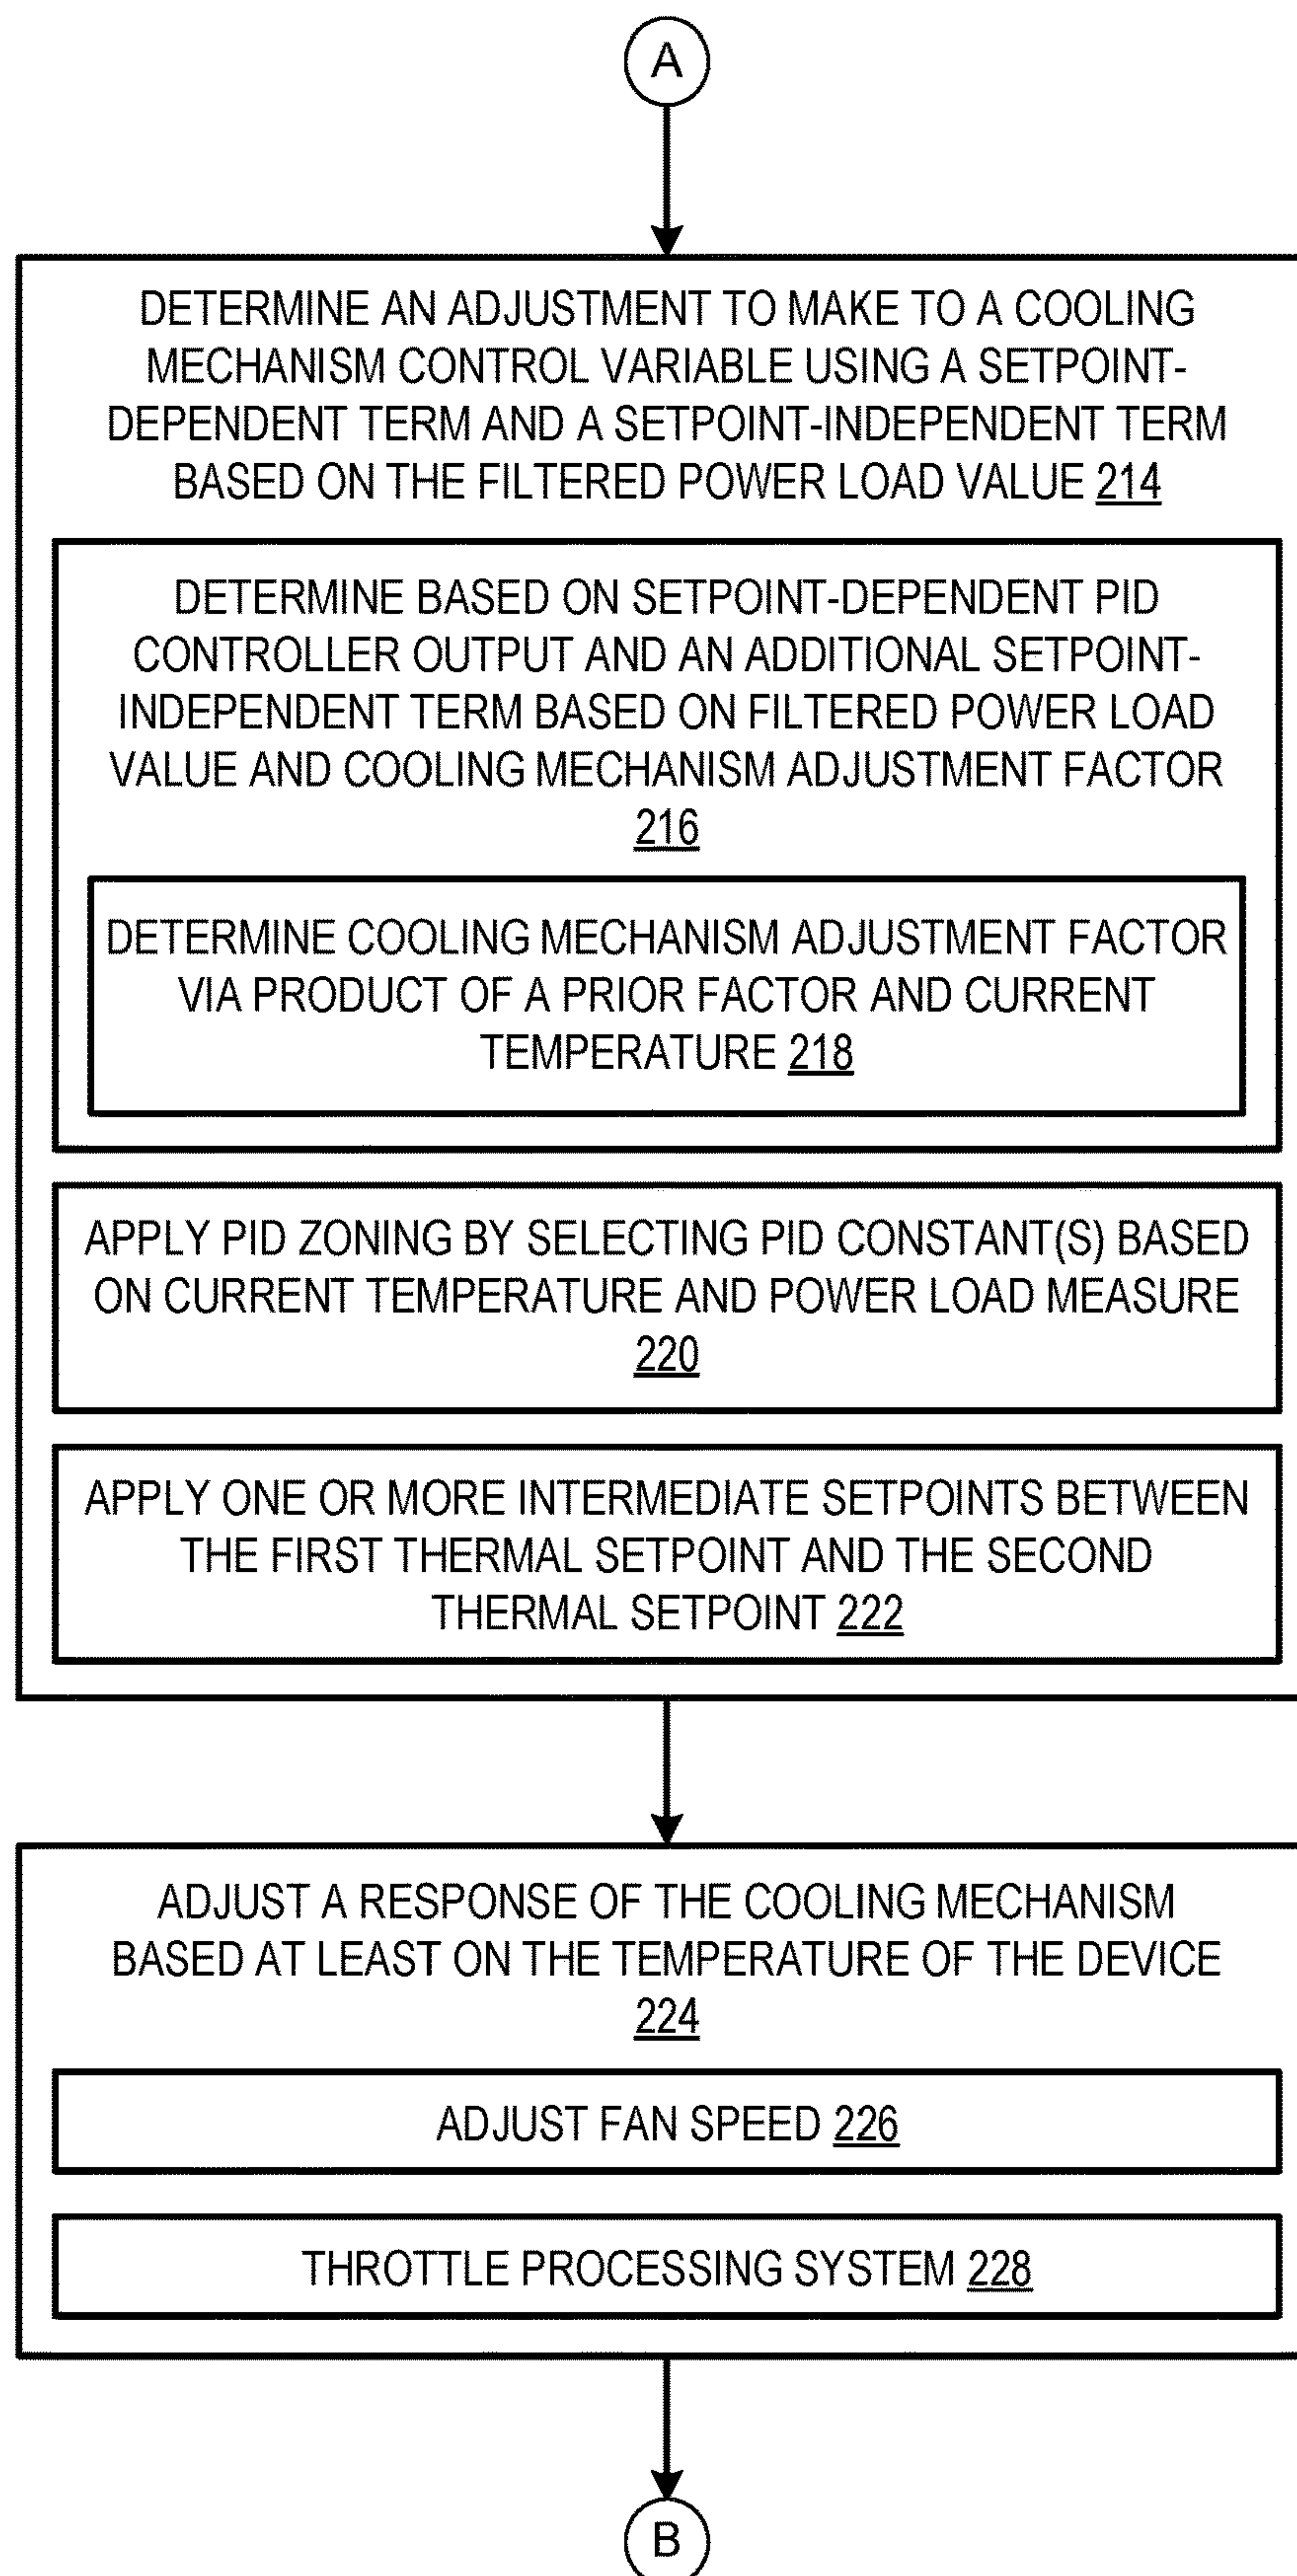 A
DETERMINE AN ADJUSTMENT TO MAKE TO A COOLING
MECHANISM CONTROL VARIABLE USING A SETPOINT-
DEPENDENT TERM AND A SETPOINT-INDEPENDENT TERM
BASED ON THE FILTERED POWER LOAD VALUE 214
DETERMINE BASED ON SETPOINT-DEPENDENT PID
CONTROLLER OUTPUT AND AN ADDITIONAL SETPOINT-
INDEPENDENT TERM BASED ON FILTERED POWER LOAD
VALUE AND COOLING MECHANISM ADJUSTMENT FACTOR
216
DETERMINE COOLING MECHANISM ADJUSTMENT FACTOR
VIA PRODUCT OF A PRIOR FACTOR AND CURRENT
TEMPERATURE 218
APPLY PID ZONING BY SELECTING PID CONSTANT(S) BASED
ON CURRENT TEMPERATURE AND POWER LOAD MEASURE
220
APPLY ONE OR MORE INTERMEDIATE SETPOINTS BETWEEN
THE FIRST THERMAL SETPOINT AND THE SECOND
THERMAL SETPOINT 222
ADJUST A RESPONSE OF THE COOLING MECHANISM
BASED AT LEAST ON THE TEMPERATURE OF THE DEVICE
224
ADJUST FAN SPEED 226
THROTTLE PROCESSING SYSTEM 228
B